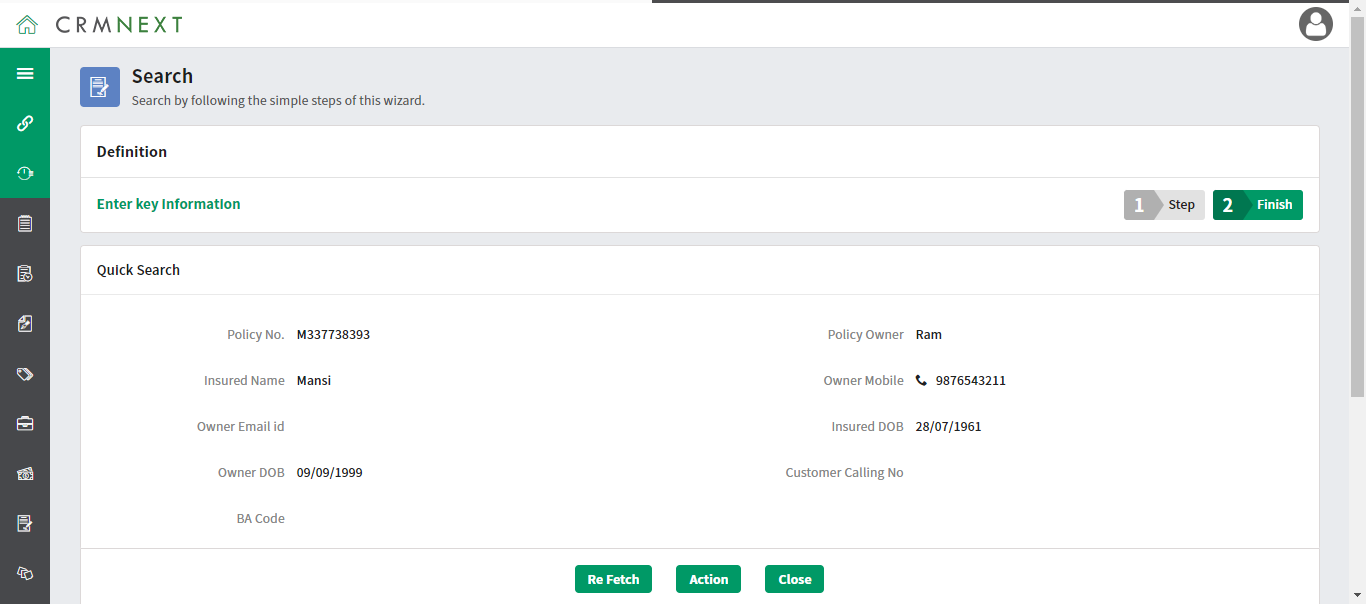 CRMNEXT
Search
Search by following the simple steps of this wizard.
Definition
Enter key Information
1 Step 2 Finish
Quick Search
Policy No. M337738393 Policy Owner Ram
Insured Name Mansi Owner Mobile 9876543211
Owner Email id Insured DOB 28/07/1961
Owner DOB 09/09/1999 Customer Calling No
BA Code
Re Fetch Action Close